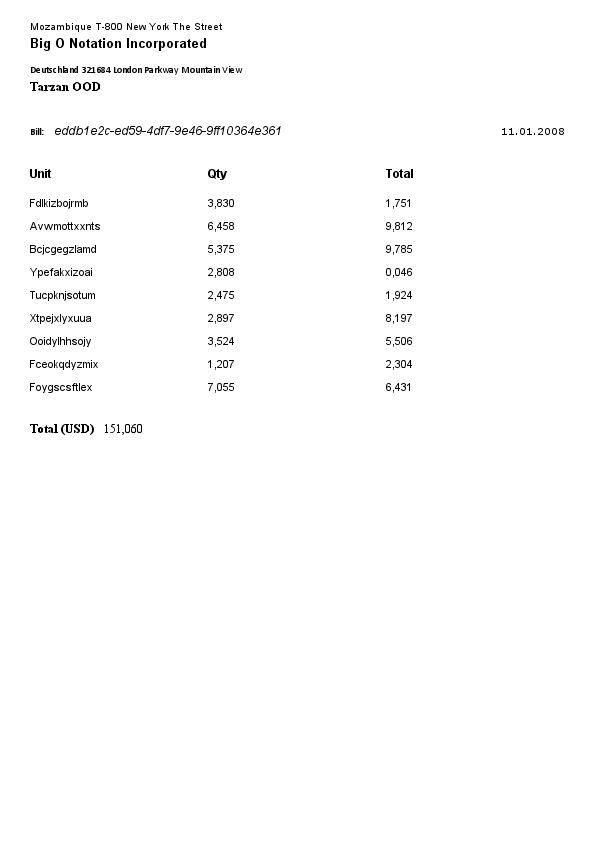 Mozambique T-800 New York The Street
Big O Notation Incorporated
Deutschland 321684 London Parkway Mountain View
Tarzan OOD
Bill: eddb1e2c-ed59-4df7-9e46-9ff10364e361 11.01.2008
Unit Qty Total
Fdlkizbojrmb 3,830 1,751
Avwmottxxnts 6,458 9,812
Bcjcgegzlamd 5,375 9,785
Ypefakxizoai 2,808 0,046
Tucpknjsotum 2,475 1,924
Xtpejxlyxuua 2,897 8,197
Ooidylhhsojy 3,524 5,506
Fceokqdyzmix 1,207 2,304
Foygscsftlex 7,055 6,431
Total (USD) 151,060